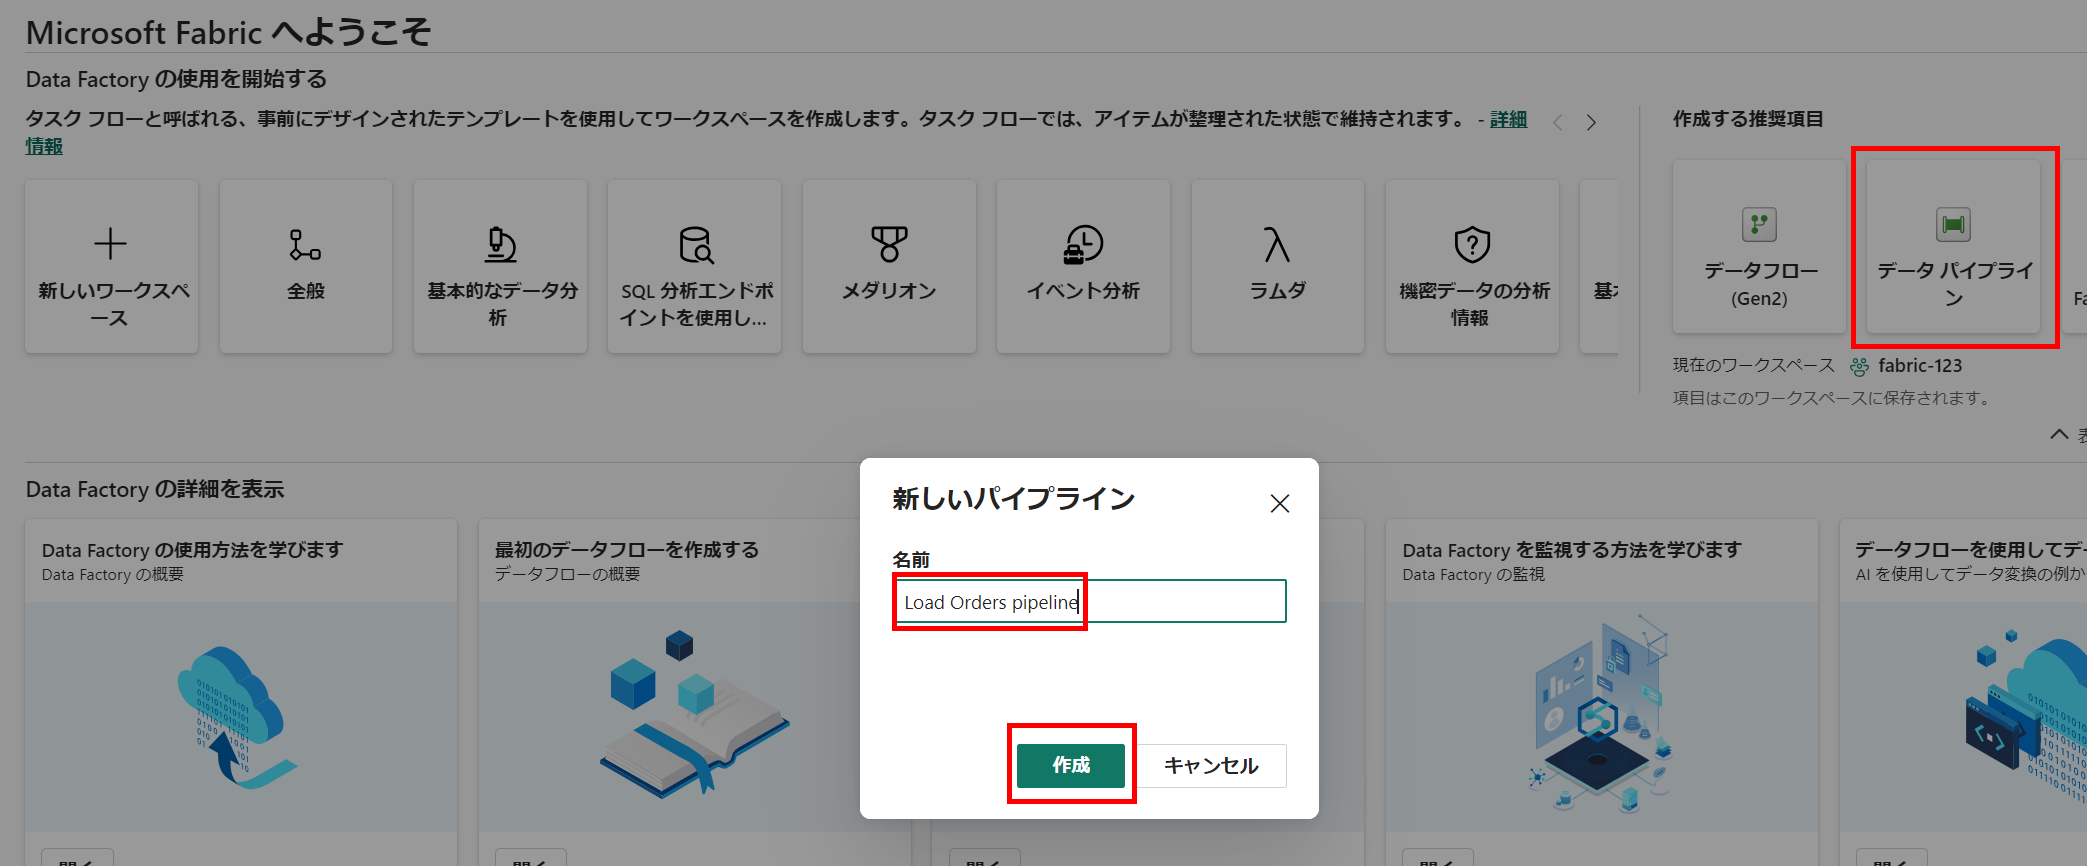 Microsoft Fabric へようこそ
Data Factory の使用を開始する
タスク フローと呼ばれる、事前にデザインされたテンプレートを使用してワークスペースを作成します。タスク フローでは、アイテムが整理された状態で維持されます。 - 詳細
情報
新しいワークスペ
ース
全般
基本的なデータ分
析
SQL 分析エンドポ
イントを使用し...
メダリオン
イベント分析
ラムダ
機密データの分析
情報
作成する推奨項目
データフロー
(Gen2)
データ パイプライ
ン
現在のワークスペース fabric-123
項目はこのワークスペースに保存されます。
Data Factory の詳細を表示
Data Factory の使用方法を学びます
Data Factory の概要
最初のデータフローを作成する
データフローの概要
Data Factory を監視する方法を学びます
Data Factory の監視
データフローを使用してデー
AI を使用してデータ変換の例か
新しいパイプライン
名前
Load Orders pipeline
作成
キャンセル